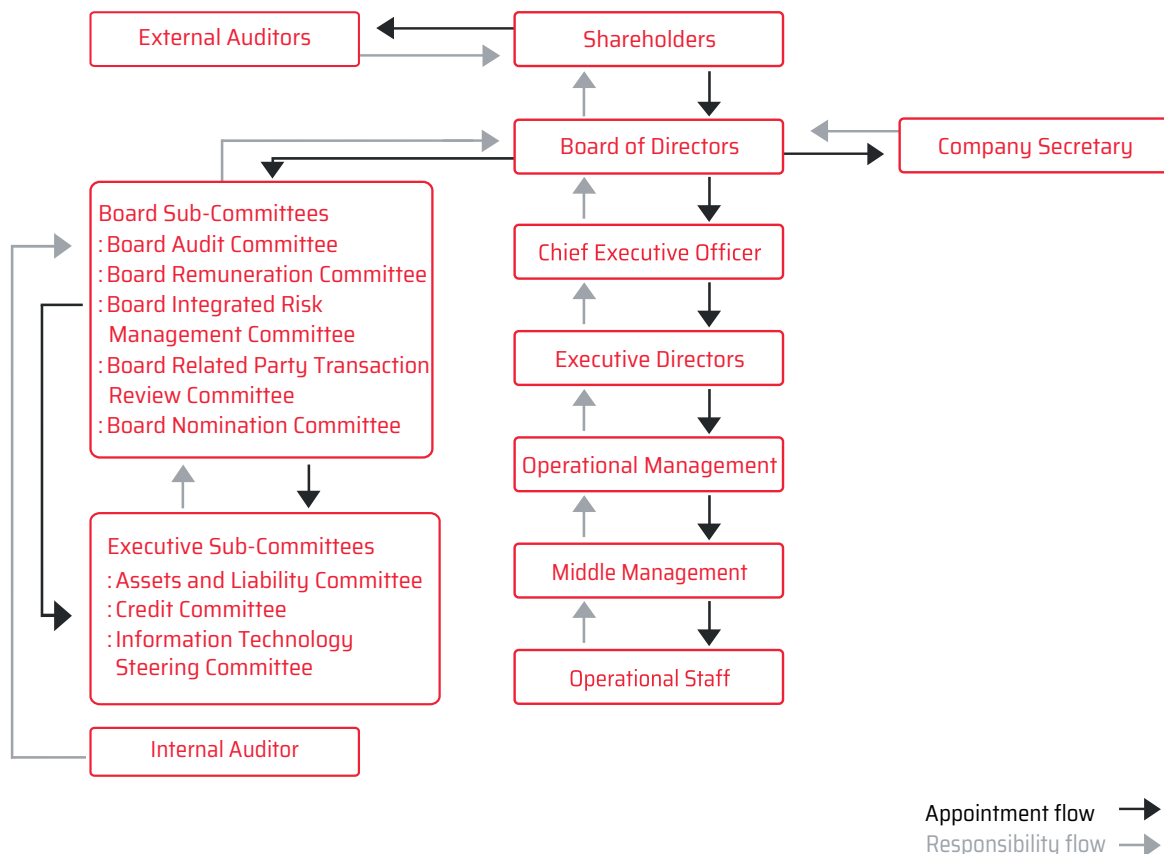 External Auditors
Shareholders
Board of Directors
Company Secretary
Board Sub-Committees
: Board Audit Committee
: Board Remuneration Committee
: Board Integrated Risk
Management Committee
: Board Related Party Transaction
Review Committee
: Board Nomination Committee
Chief Executive Officer
Executive Directors
Operational Management
Executive Sub-Committees
: Assets and Liability Committee
: Credit Committee
: Information Technology
Steering Committee
Middle Management
Operational Staff
Internal Auditor
Appointment flow
Responsibility flow